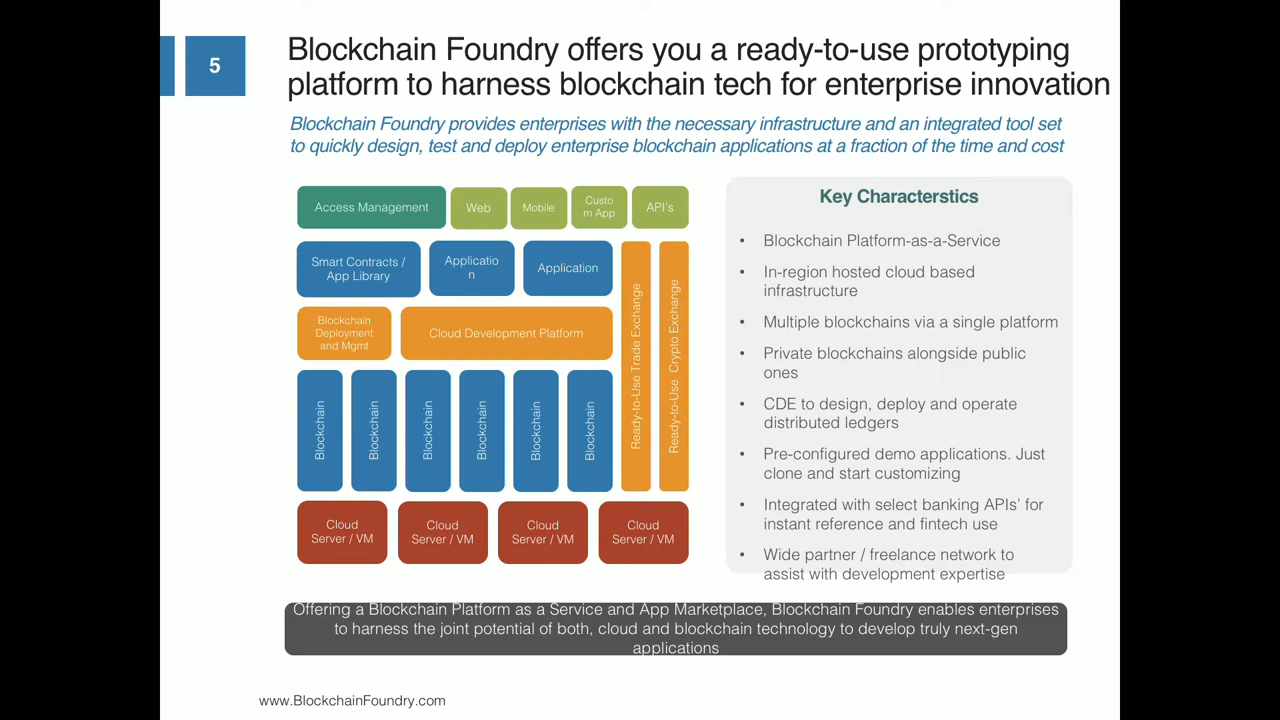 5
Blockchain Foundry offers you a ready-to-use prototyping
platform to harness blockchain tech for enterprise innovation
Blockchain Foundry provides enterprises with the necessary infrastructure and an integrated tool set
to quickly design, test and deploy enterprise blockchain applications at a fraction of the time and cost
Access Management
Web
Mobile
Custo
m App
API's
Smart Contracts /
App Library
Applicatio
n
Application
Blockchain
Deployment
and Mgmt
Cloud Development Platform
Ready-to-Use Trade Exchange
Ready-to-Use Crypto Exchange
Blockchain
Blockchain
Blockchain
Blockchain
Blockchain
Blockchain
Cloud
Server / VM
Cloud
Server / VM
Cloud
Server / VM
Cloud
Server / VM
Key Characterstics
• Blockchain Platform-as-a-Service
• In-region hosted cloud based
infrastructure
• Multiple blockchains via a single platform
• Private blockchains alongside public
ones
• CDE to design, deploy and operate
distributed ledgers
• Pre-configured demo applications. Just
clone and start customizing
• Integrated with select banking APIs’ for
instant reference and fintech use
• Wide partner / freelance network to
assist with development expertise
Offering a Blockchain Platform as a Service and App Marketplace, Blockchain Foundry enables enterprises
to harness the joint potential of both, cloud and blockchain technology to develop truly next-gen
applications
www.BlockchainFoundry.com